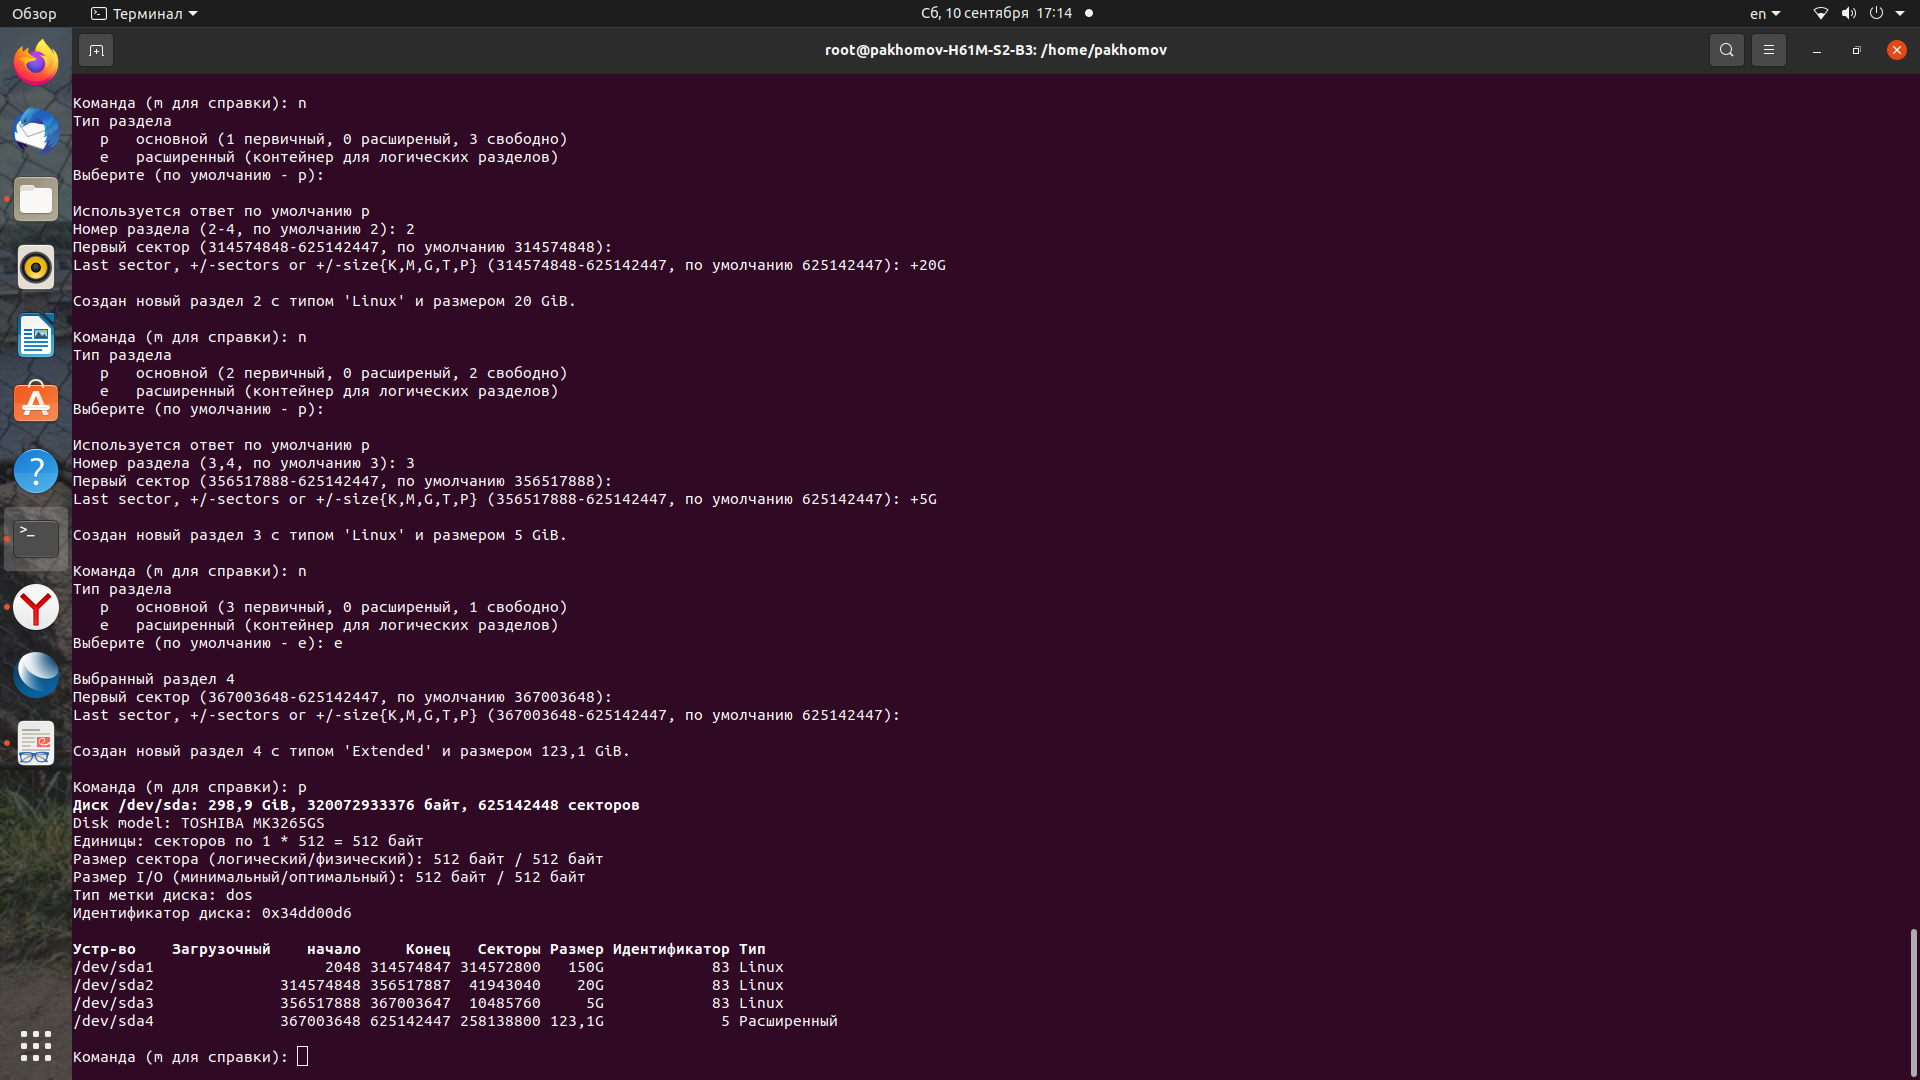 Обзор
Терминал
Сб, 10 сентября 17:14
en
root@pakhomov-H61M-S2-B3: /home/pakhomov
Команда (m для справки): n
Тип раздела
   p   основной (1 первичный, 0 расширеный, 3 свободно)
   e   расширенный (контейнер для логических разделов)
Выберите (по умолчанию - p):
Используется ответ по умолчанию p
Номер раздела (2-4, по умолчанию 2): 2
Первый сектор (314574848-625142447, по умолчанию 314574848):
Last sector, +/-sectors or +/-size{K,M,G,T,P} (314574848-625142447, по умолчанию 625142447): +20G
Создан новый раздел 2 с типом 'Linux' и размером 20 GiB.
Команда (m для справки): n
Тип раздела
   p   основной (2 первичный, 0 расширеный, 2 свободно)
   e   расширенный (контейнер для логических разделов)
Выберите (по умолчанию - p):
Используется ответ по умолчанию p
Номер раздела (3,4, по умолчанию 3): 3
Первый сектор (356517888-625142447, по умолчанию 356517888):
Last sector, +/-sectors or +/-size{K,M,G,T,P} (356517888-625142447, по умолчанию 625142447): +5G
Создан новый раздел 3 с типом 'Linux' и размером 5 GiB.
Команда (m для справки): n
Тип раздела
   p   основной (3 первичный, 0 расширеный, 1 свободно)
   e   расширенный (контейнер для логических разделов)
Выберите (по умолчанию - e): e
Выбранный раздел 4
Первый сектор (367003648-625142447, по умолчанию 367003648):
Last sector, +/-sectors or +/-size{K,M,G,T,P} (367003648-625142447, по умолчанию 625142447):
Создан новый раздел 4 с типом 'Extended' и размером 123,1 GiB.
Команда (m для справки): p
Диск /dev/sda: 298,9 GiB, 320072933376 байт, 625142448 секторов
Disk model: TOSHIBA MK3265GS
Единицы: секторов по 1 * 512 = 512 байт
Размер сектора (логический/физический): 512 байт / 512 байт
Размер I/O (минимальный/оптимальный): 512 байт / 512 байт
Тип метки диска: dos
Идентификатор диска: 0x34dd00d6
Устр-во    Загрузочный    начало     Конец   Секторы Размер Идентификатор Тип
/dev/sda1                   2048 314574847 314572800   150G            83 Linux
/dev/sda2              314574848 356517887  41943040    20G            83 Linux
/dev/sda3              356517888 367003647  10485760     5G            83 Linux
/dev/sda4              367003648 625142447 258138800 123,1G             5 Расширенный
Команда (m для справки):